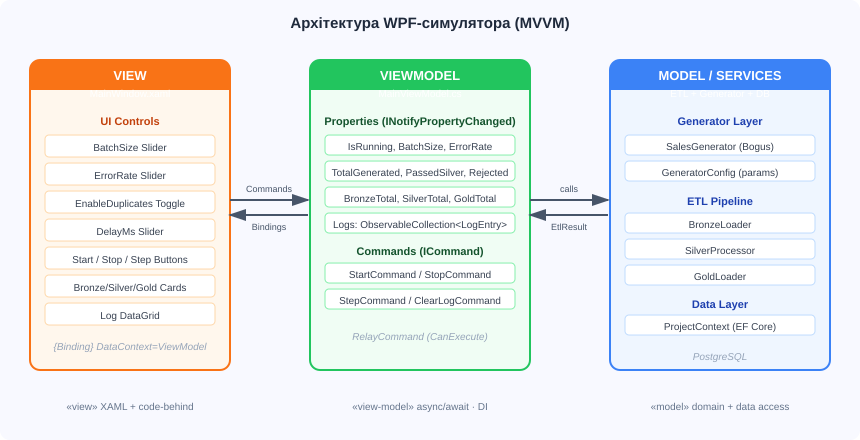 Архитектура WPF-симулятора (MVVM)
VIEW
UI Controls
BatchSize Slider
ErrorRate Slider
EnableDuplicates Toggle
DelayMs Slider
Start / Stop / Step Buttons
Bronze/Silver/Gold Cards
Log DataGrid
{Binding} DataContext=ViewModel
«view» XAML + code-behind
Commands
Bindings
VIEWMODEL
Properties (INotifyPropertyChanged)
IsRunning, BatchSize, ErrorRate
TotalGenerated, PassedSilver, Rejected
BronzeTotal, SilverTotal, GoldTotal
Logs: ObservableCollection<LogEntry>
Commands (ICommand)
StartCommand / StopCommand
StepCommand / ClearLogCommand
RelayCommand (CanExecute)
«view-model» async/await · DI
calls
EtlResult
MODEL / SERVICES
Generator Layer
SalesGenerator (Bogus)
GeneratorConfig (params)
ETL Pipeline
BronzeLoader
SilverProcessor
GoldLoader
Data Layer
ProjectContext (EF Core)
PostgreSQL
«model» domain + data access